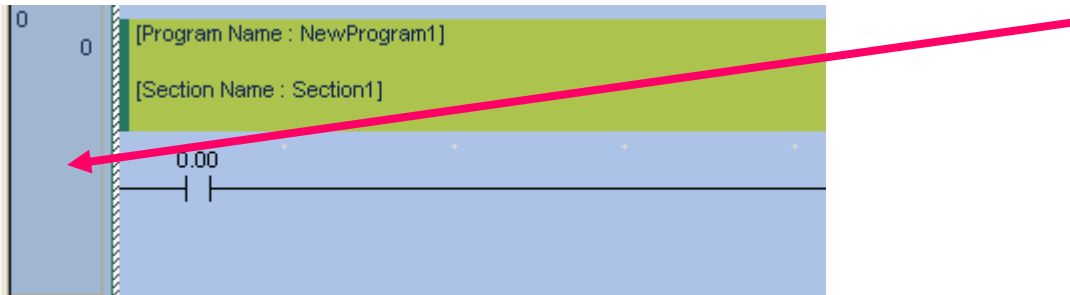 0
0
[Program Name : NewProgram1]
[Section Name : Section1]
0.00